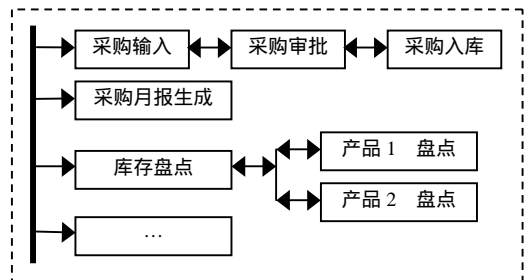 采购输入 采购审批 采购入库
采购月报生成
产品 1 盘点
库存盘点
产品 2 盘点
…